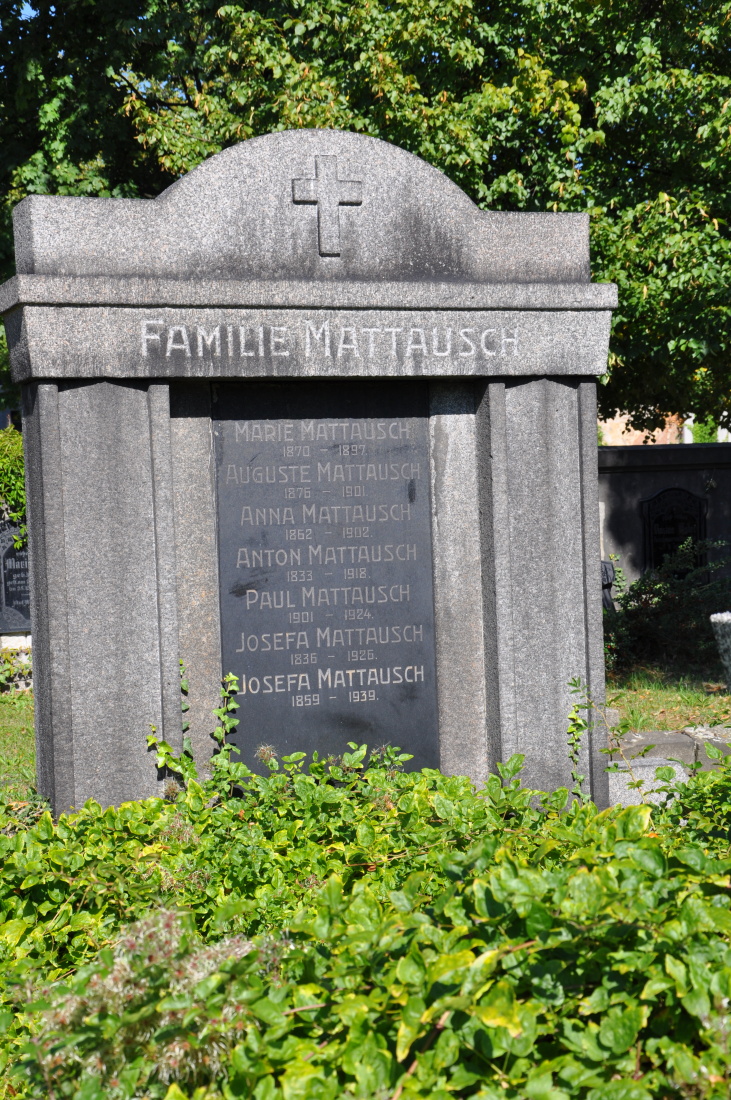 FAMILIE MATTAUSCH
MARIE MATTAUSCH
1870 – 1897.
AUGUSTE MATTAUSCH
1876 – 1901.
ANNA MATTAUSCH
1862 – 1902.
ANTON MATTAUSCH
1833 – 1918.
PAUL MATTAUSCH
1901 – 1924.
JOSEFA MATTAUSCH
1836 – 1926.
JOSEFA MATTAUSCH
1859 – 1939.